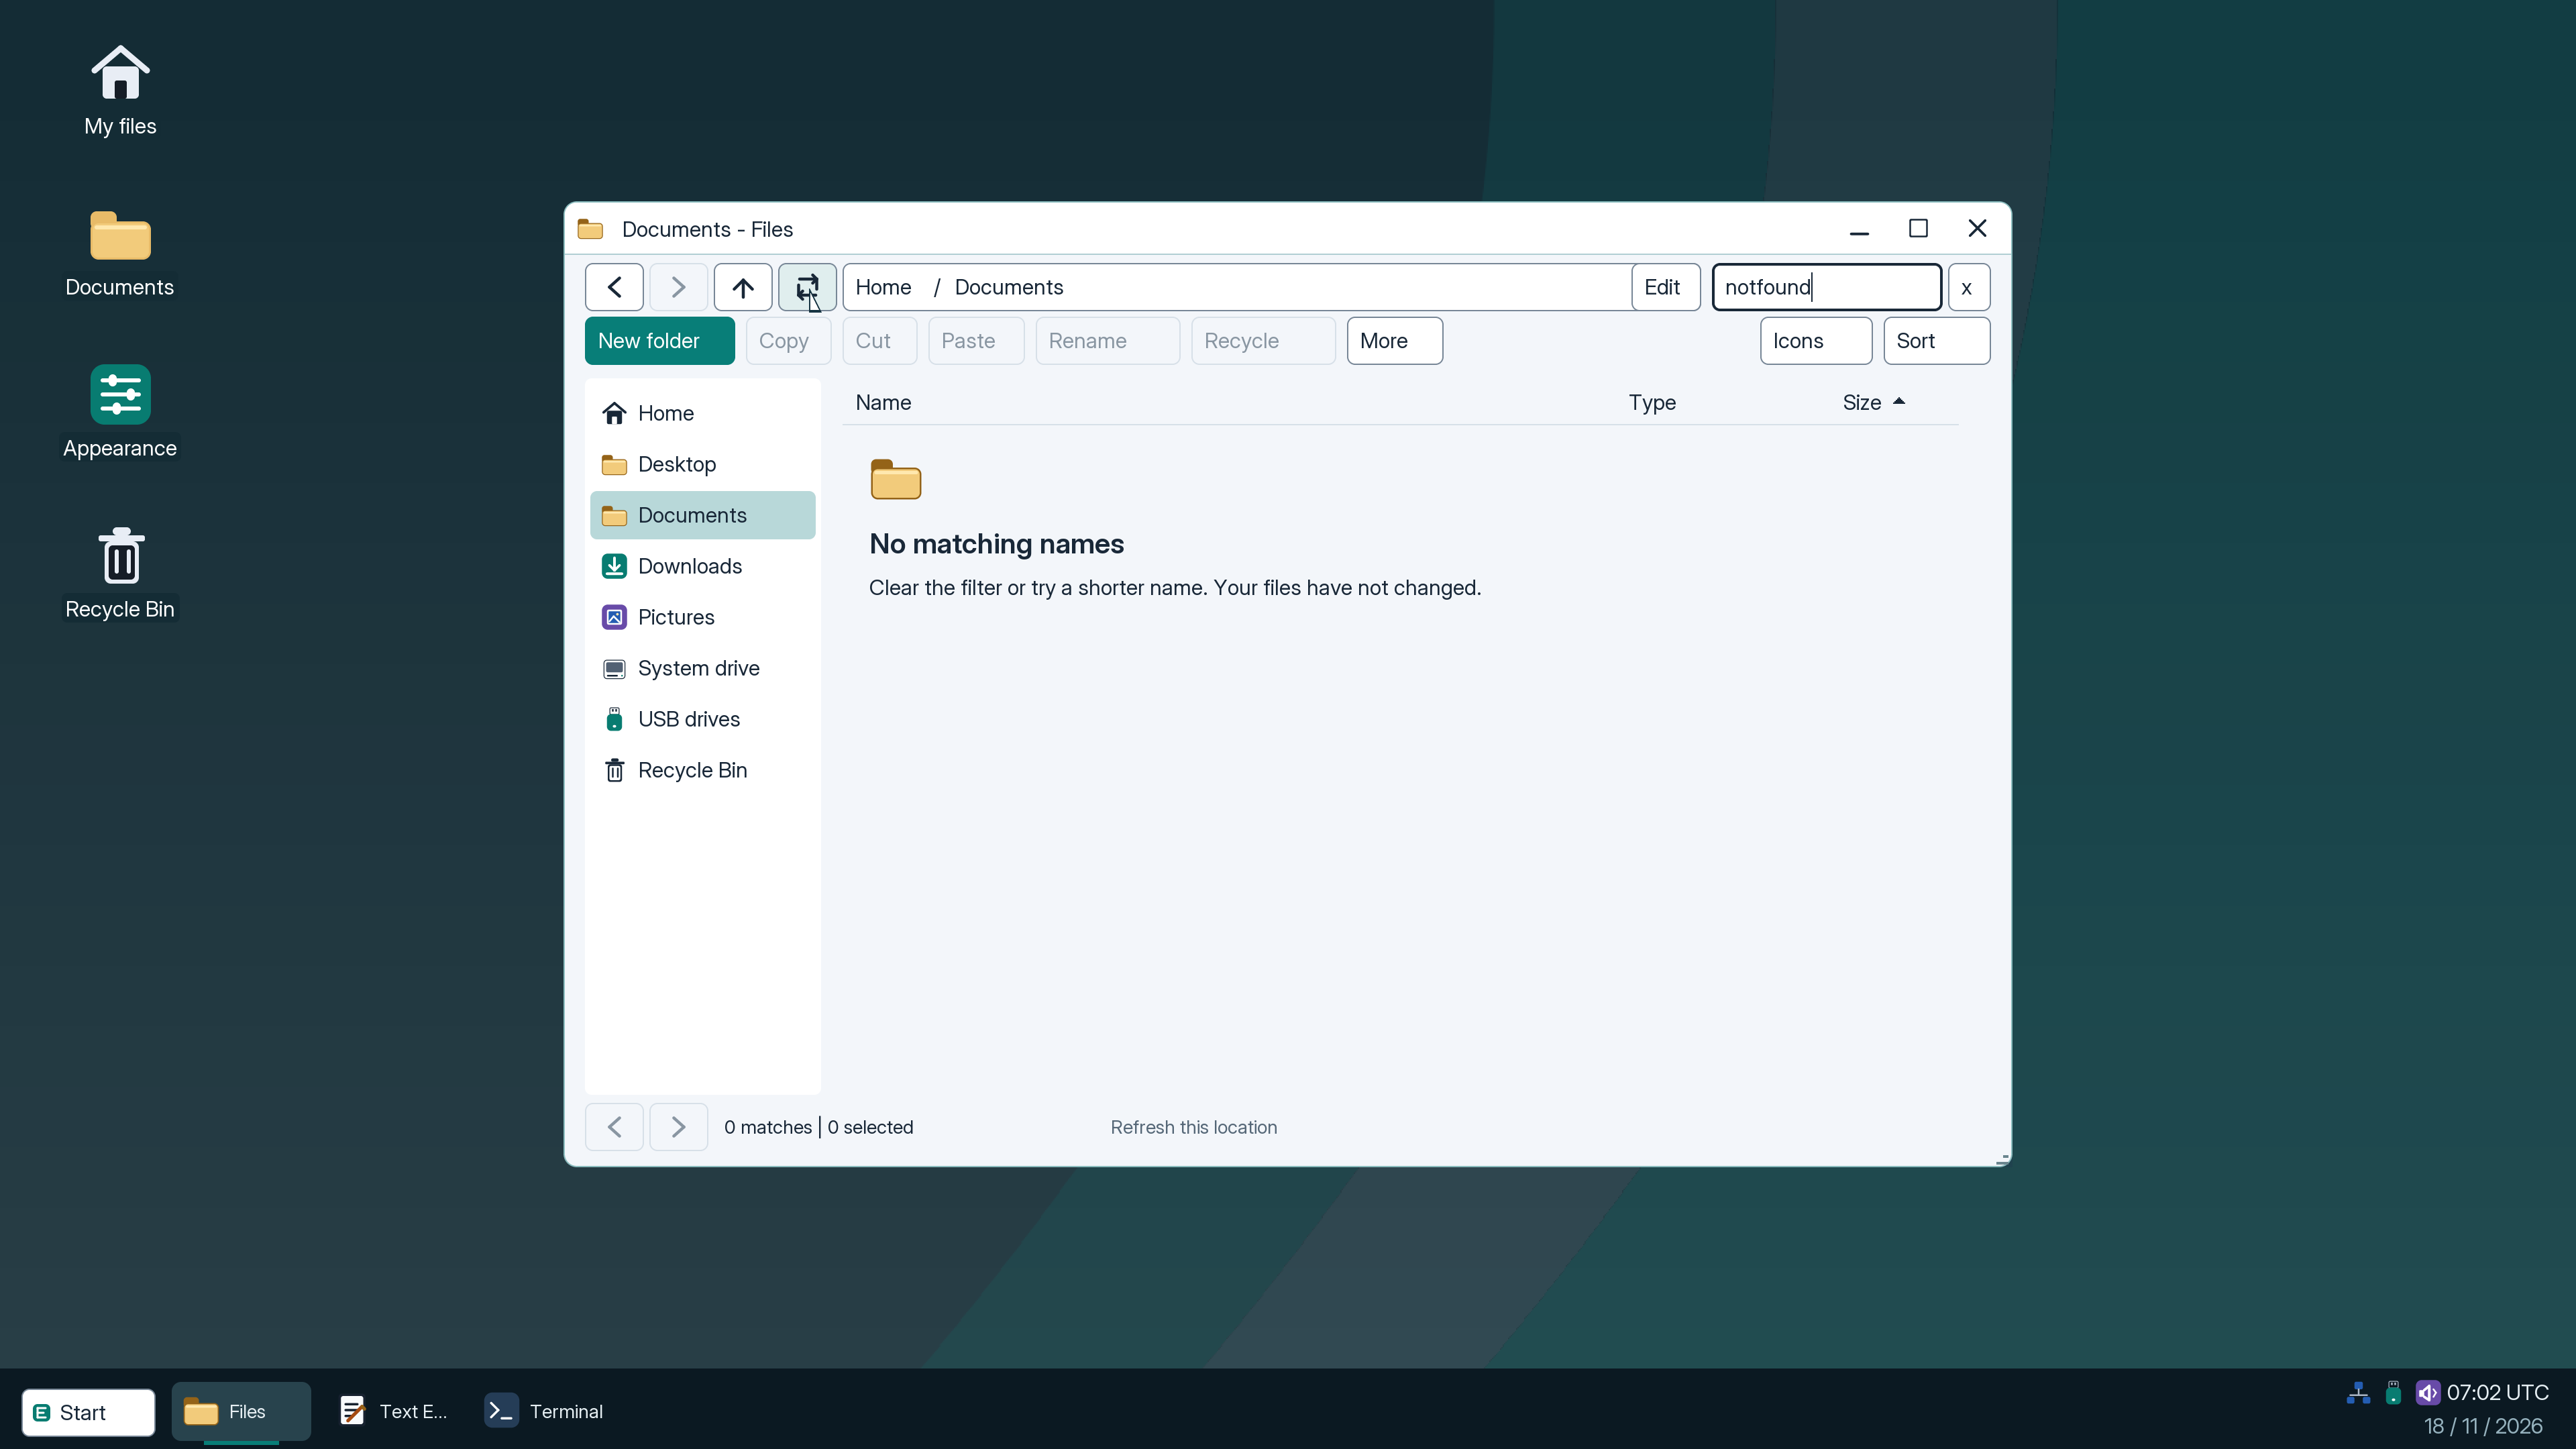 My files
Documents
Appearance
Recycle Bin
Documents - Files
Home / Documents
Edit
notfound
x
New folder
Copy
Cut
Paste
Rename
Recycle
More
Icons
Sort
Home
Desktop
Documents
Downloads
Pictures
System drive
USB drives
Recycle Bin
Name
Type
Size
No matching names
Clear the filter or try a shorter name. Your files have not changed.
0 matches | 0 selected
Refresh this location
Start
Files
Text E...
Terminal
07:02 UTC
18 / 11 / 2026